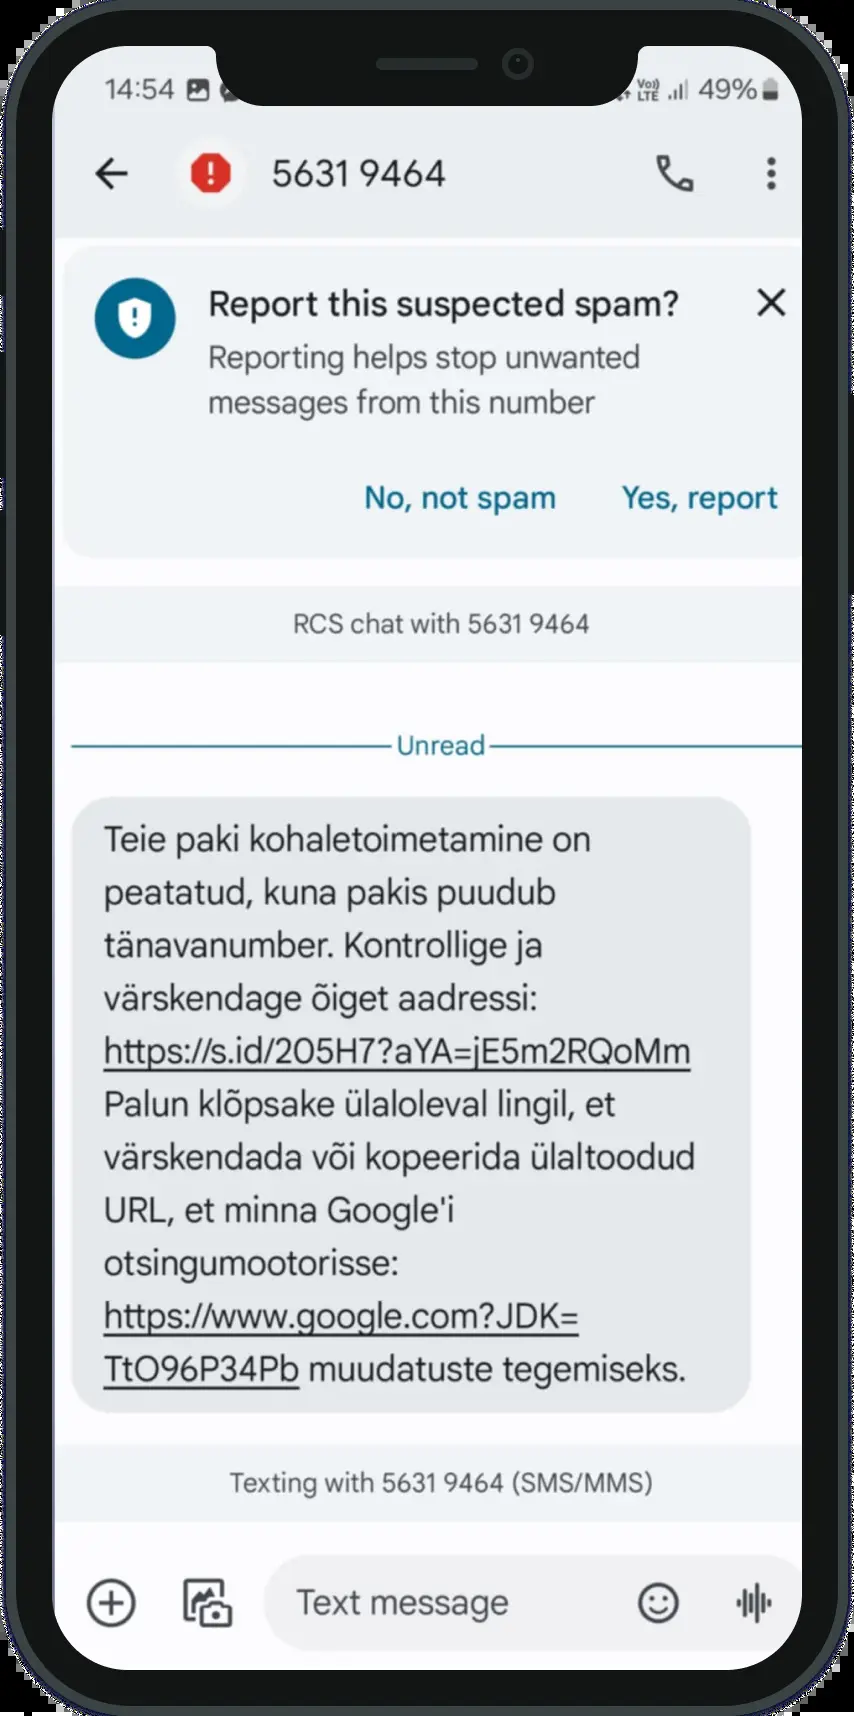 14:54 Vo)) LTE 49%
5631 9464
Report this suspected spam?
Reporting helps stop unwanted
messages from this number
No, not spam Yes, report
RCS chat with 5631 9464
Unread
Teie paki kohaletoimetamine on
peatatud, kuna pakis puudub
tänavanumber. Kontrollige ja
värskendage õiget aadressi:
https://s.id/2O5H7?aYA=jE5m2RQoMm
Palun klõpsake ülaloleval lingil, et
värskendada või kopeerida ülaltoodud
URL, et minna Google'i
otsingumootorisse:
https://www.google.com?JDK=
TtO96P34Pb muudatuste tegemiseks.
Texting with 5631 9464 (SMS/MMS)
Text message